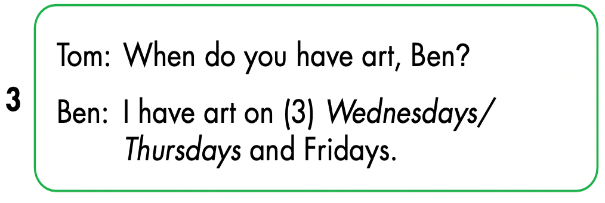 3
Tom: When do you have art, Ben?
Ben: I have art on (3) Wednesdays/
Thursdays and Fridays.